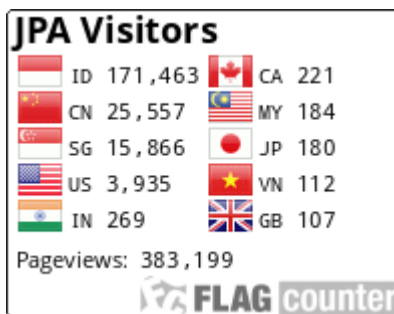 JPA Visitors
ID 171,463 CA 221
CN 25,557 MY 184
SG 15,866 JP 180
US 3,935 VN 112
IN 269 GB 107
Pageviews: 383,199
FC FLAG counter